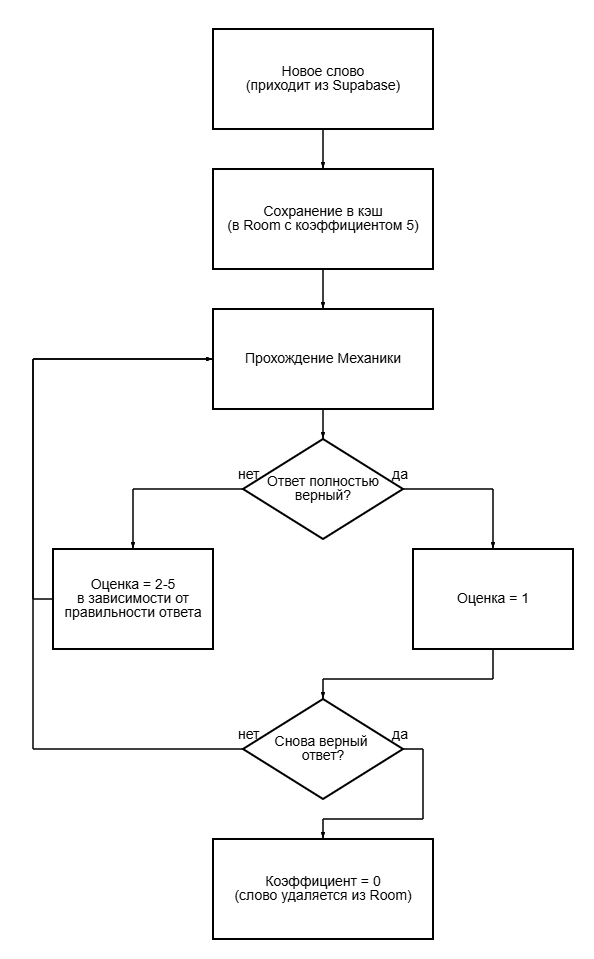 Новое слово
(приходит из Supabase)
Сохранение в кэш
(в Room с коэффициентом 5)
Прохождение Механики
нет
Ответ полностью
верный?
да
Оценка = 2-5
в зависимости от
правильности ответа
Оценка = 1
нет
Снова верный
ответ?
да
Коэффициент = 0
(слово удаляется из Room)